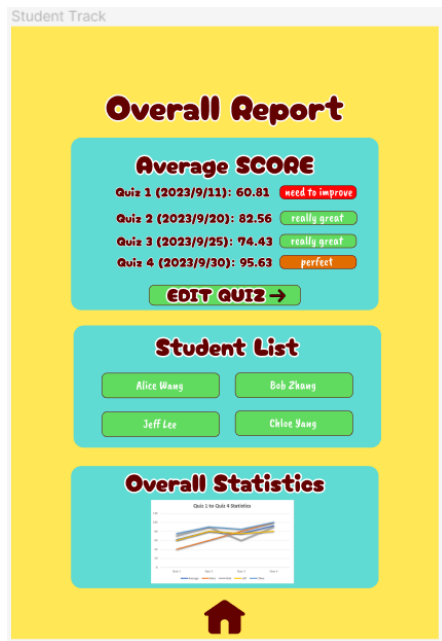 Student Track
Overall Report
Average SCORE
Quiz 1 (2023/9/11): 60.81 need to improve
Quiz 2 (2023/9/20): 82.56 really great
Quiz 3 (2023/9/25): 74.43 really great
Quiz 4 (2023/9/30): 95.63 perfect
EDIT QUIZ →
Student List
Alice Wang Bob Zhang
Jeff Lee Chloe Yang
Overall Statistics
Quiz 1 to Quiz 4 Statistics